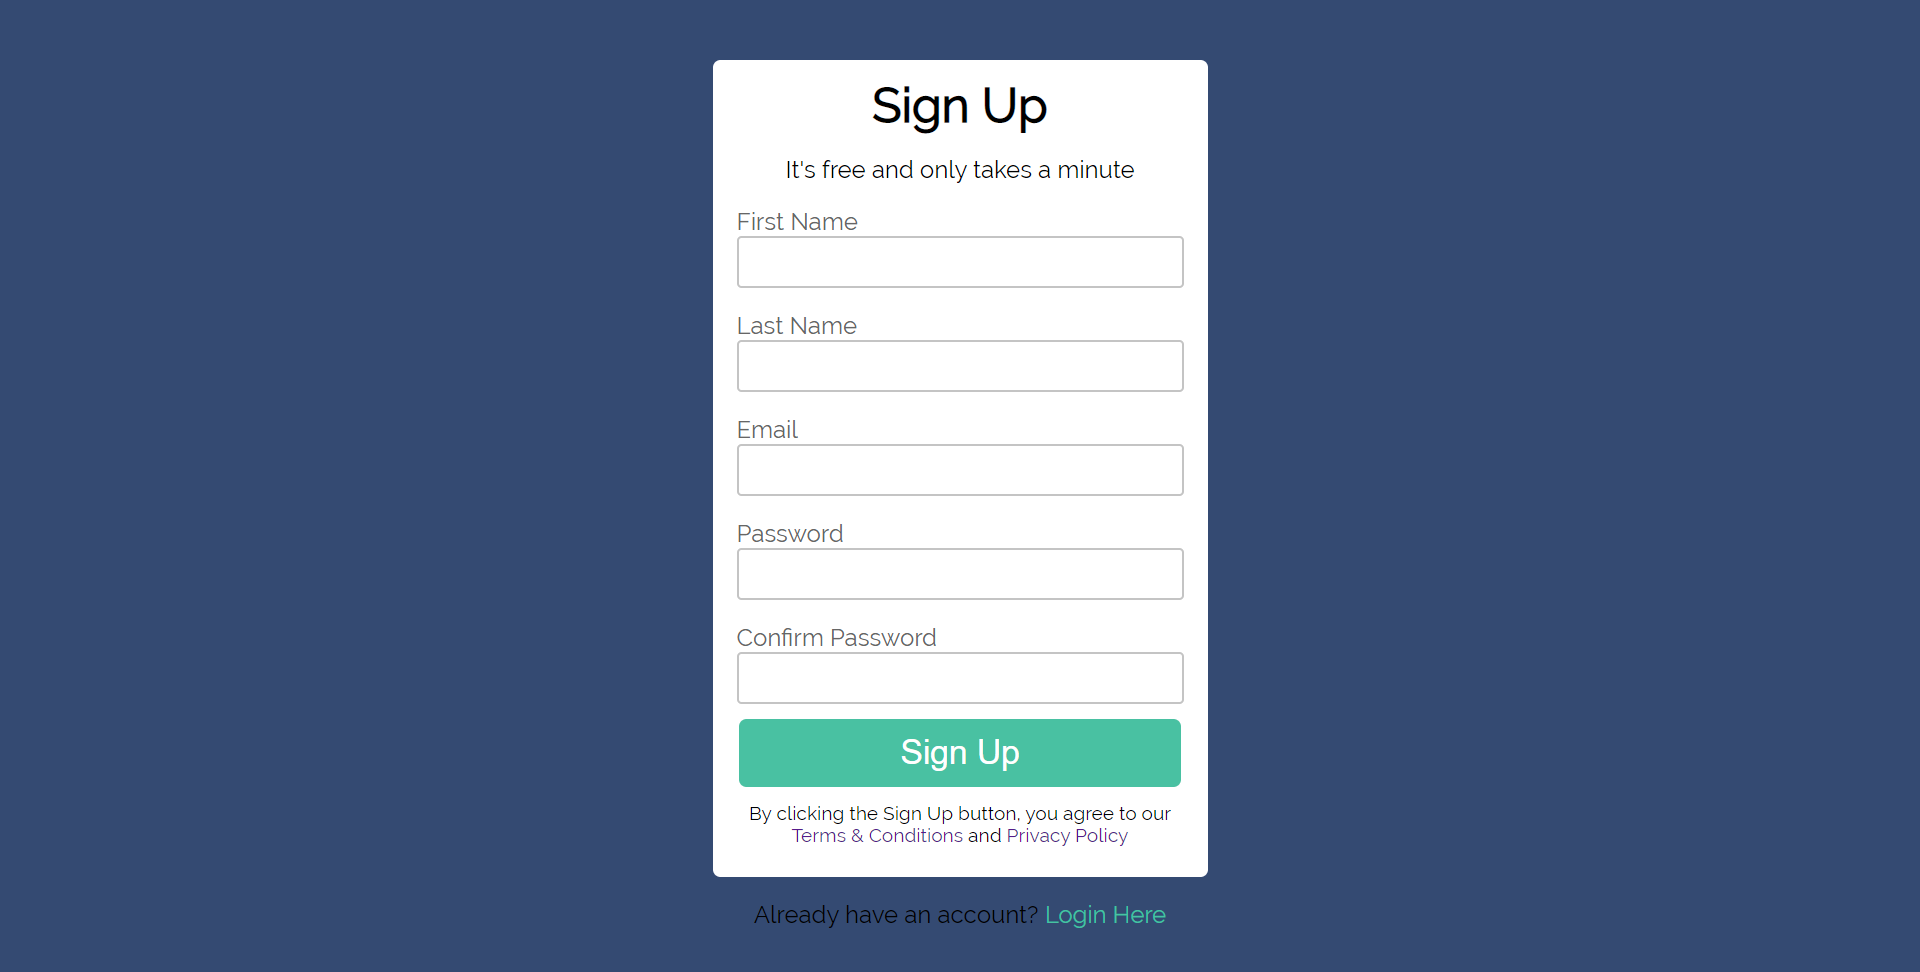 Sign Up
It's free and only takes a minute
First Name
Last Name
Email
Password
Confirm Password
Sign Up
By clicking the Sign Up button, you agree to our
Terms & Conditions and Privacy Policy
Already have an account? Login Here